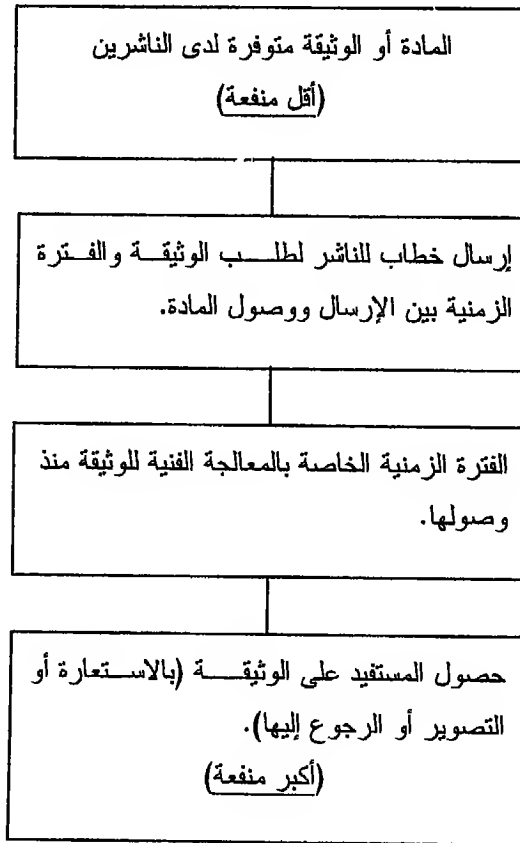 المادة أو الوثيقة متوفرة لدى الناشرين
(أقل منفعة)
إرسال خطاب للناشر لطلب الوثيقة والفترة
الزمنية بين الإرسال ووصول المادة.
الفترة الزمنية الخاصة بالمعالجة الفنية للوثيقة منذ
وصولها.
حصول المستفيد على الوثيقة (بالاستعارة أو
التصوير أو الرجوع إليها).
(أكبر منفعة)